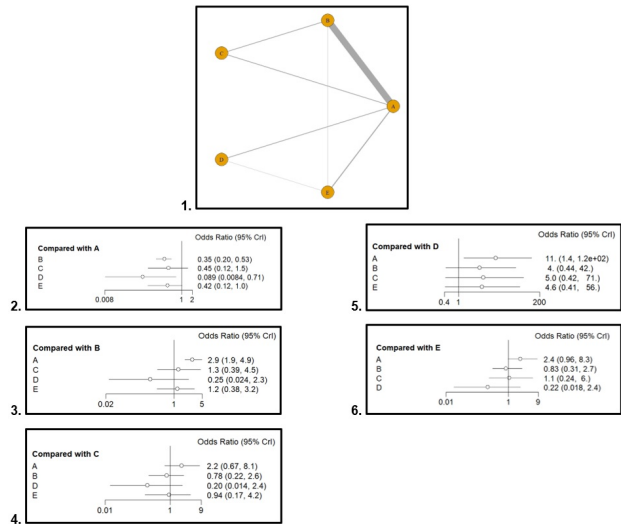 B
C
A
D
E
1.
Odds Ratio (95% CrI)
Compared with A
B 0.35 (0.20, 0.53)
C 0.45 (0.12, 1.5)
D 0.089 (0.0084, 0.71)
E 0.42 (0.12, 1.0)
0.008 1 2
2.
Odds Ratio (95% CrI)
Compared with B
A 2.9 (1.9, 4.9)
C 1.3 (0.39, 4.5)
D 0.25 (0.024, 2.3)
E 1.2 (0.38, 3.2)
0.02 1 5
3.
Odds Ratio (95% CrI)
Compared with C
A 2.2 (0.67, 8.1)
B 0.78 (0.22, 2.6)
D 0.20 (0.014, 2.4)
E 0.94 (0.17, 4.2)
0.01 1 9
4.
Odds Ratio (95% CrI)
Compared with D
A 11. (1.4, 1.2e+02)
B 4. (0.44, 42.)
C 5.0 (0.42, 71.)
E 4.6 (0.41, 56.)
0.4 1 200
5.
Odds Ratio (95% CrI)
Compared with E
A 2.4 (0.96, 8.3)
B 0.83 (0.31, 2.7)
C 1.1 (0.24, 6.)
D 0.22 (0.018, 2.4)
0.01 1 9
6.